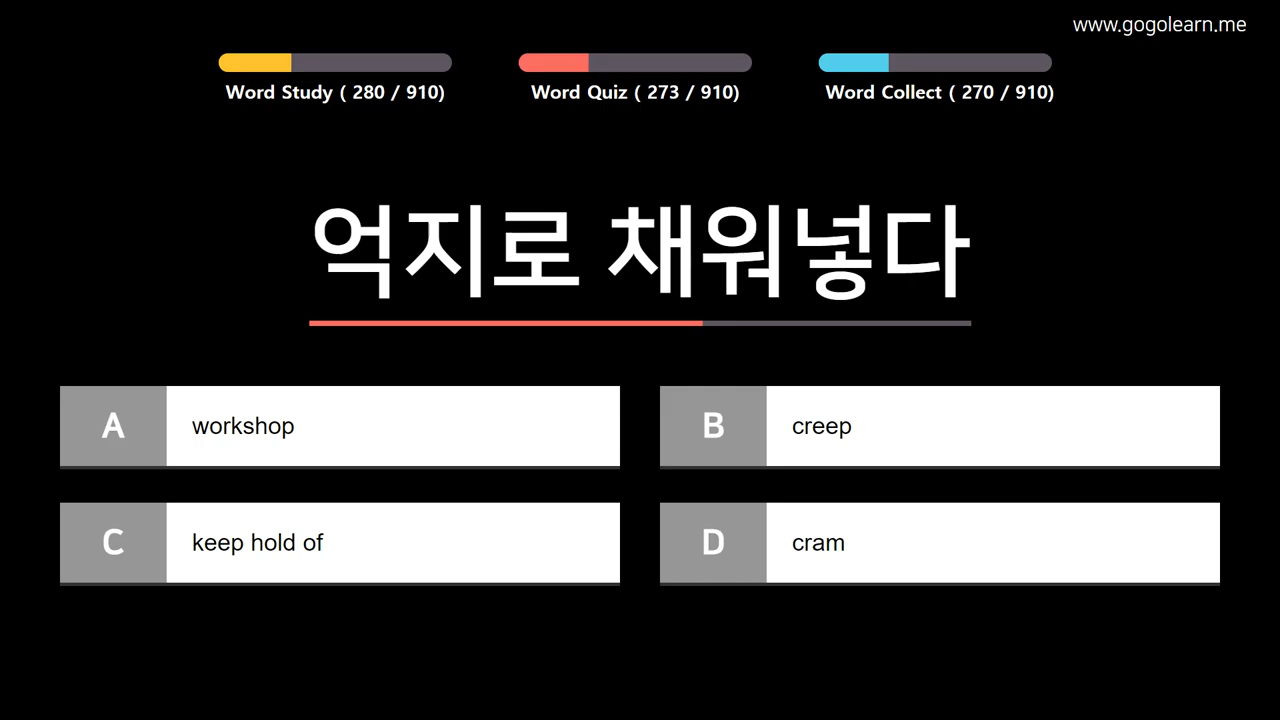 www.gogolearn.me
Word Study ( 280 / 910)
Word Quiz ( 273 / 910)
Word Collect ( 270 / 910)
억지로 채워넣다
A workshop
B creep
C keep hold of
D cram